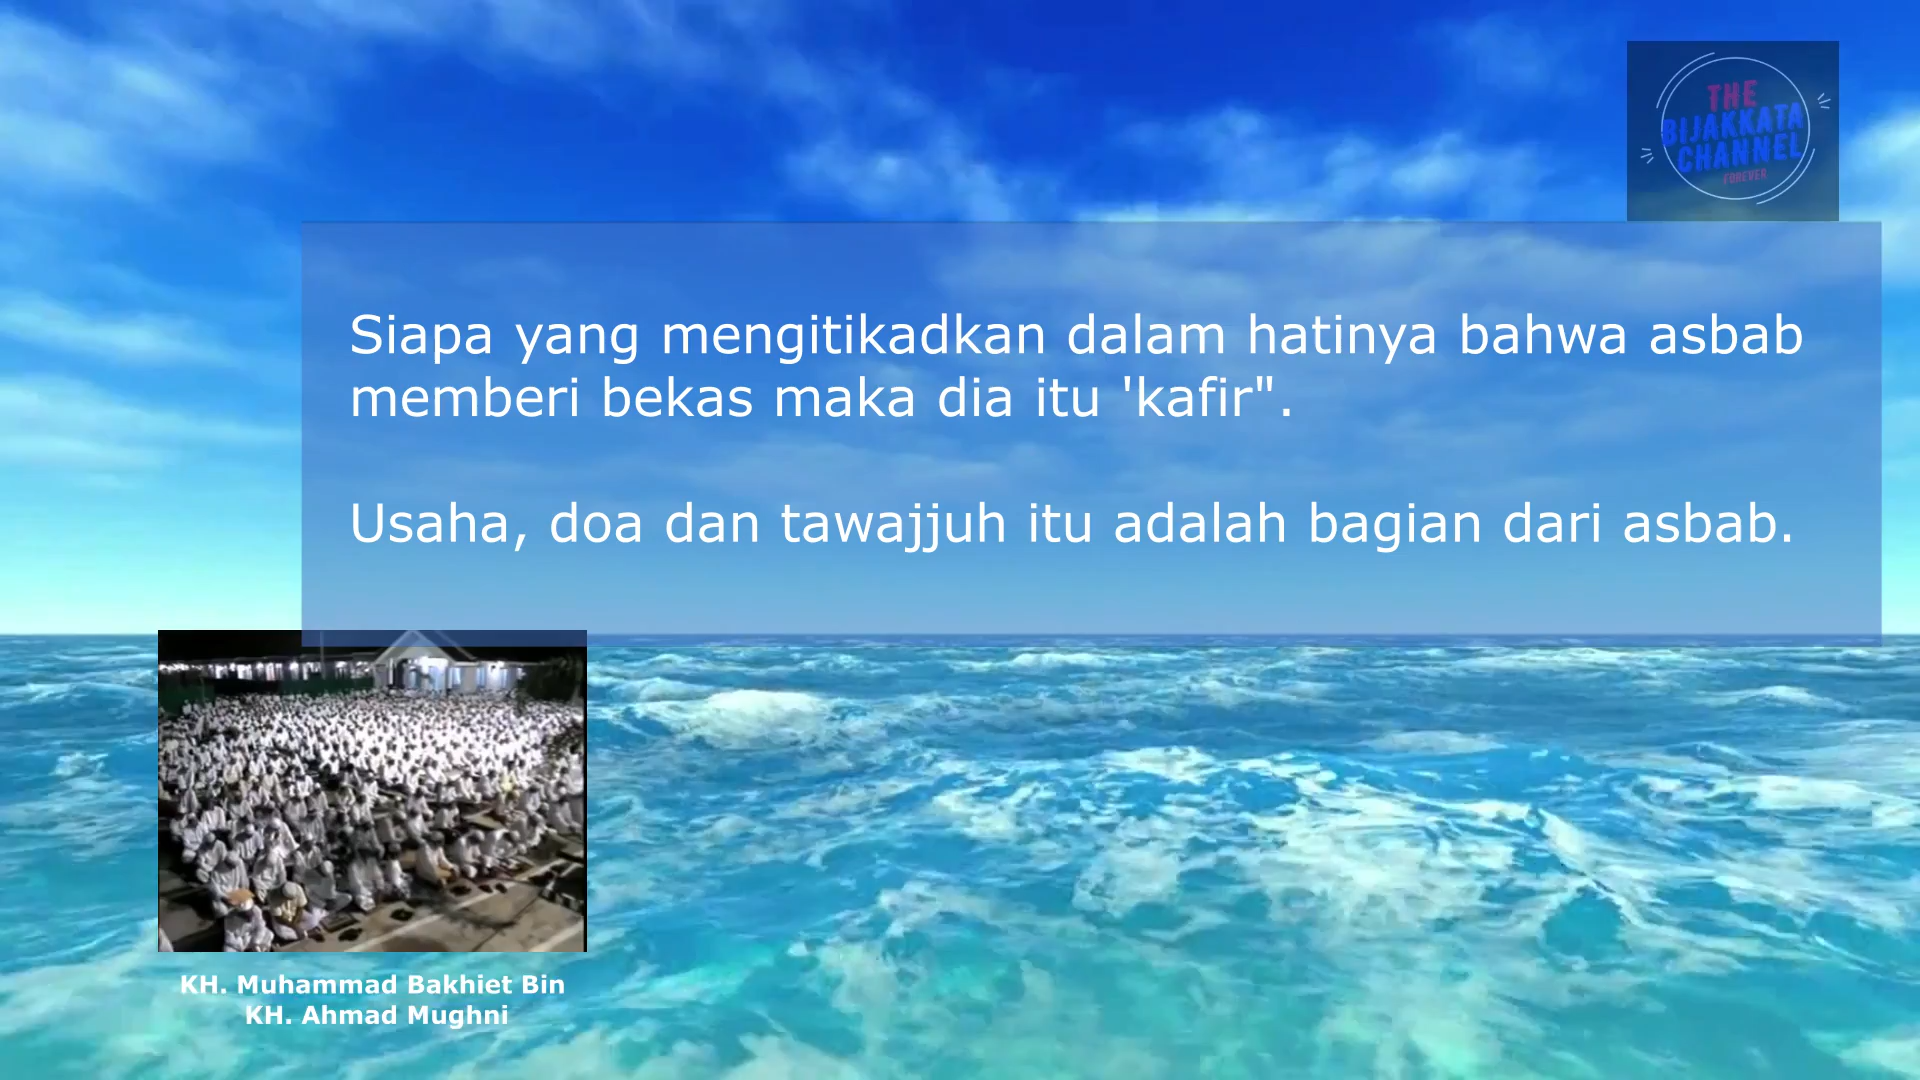 THE
BIJAKKATA
CHANNEL
FOREVER
Siapa yang mengitikadkan dalam hatinya bahwa asbab
memberi bekas maka dia itu 'kafir".
Usaha, doa dan tawajjuh itu adalah bagian dari asbab.
KH. Muhammad Bakhiet Bin
KH. Ahmad Mughni